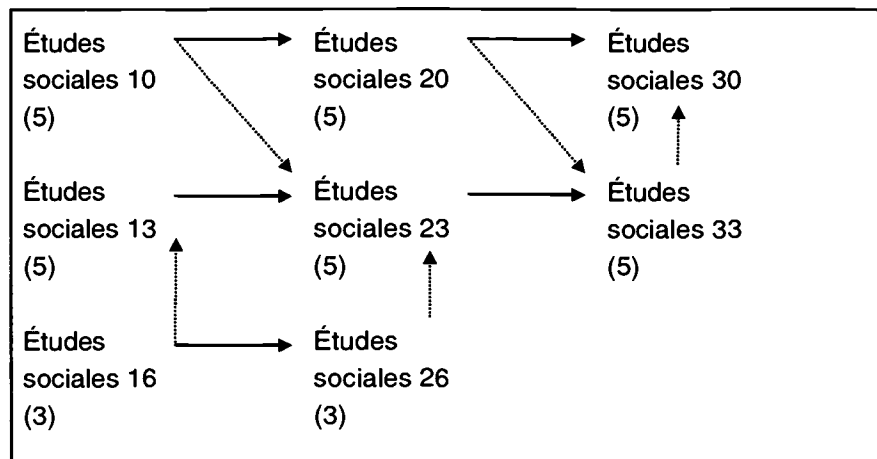 Études
sociales 10
(5)
Études
sociales 20
(5)
Études
sociales 30
(5)
Études
sociales 13
(5)
Études
sociales 23
(5)
Études
sociales 33
(5)
Études
sociales 16
(3)
Études
sociales 26
(3)